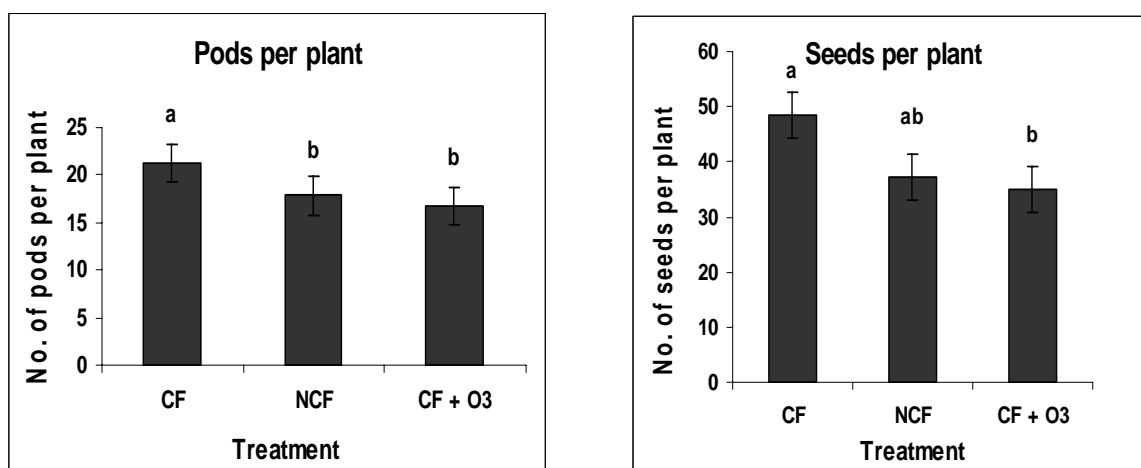 Pods per plant
a
b
b
No. of pods per plant
25
20
15
10
5
0
CF NCF CF + O3
Treatment
Seeds per plant
a
ab
b
No. of seeds per plant
60
50
40
30
20
10
0
CF NCF CF + O3
Treatment